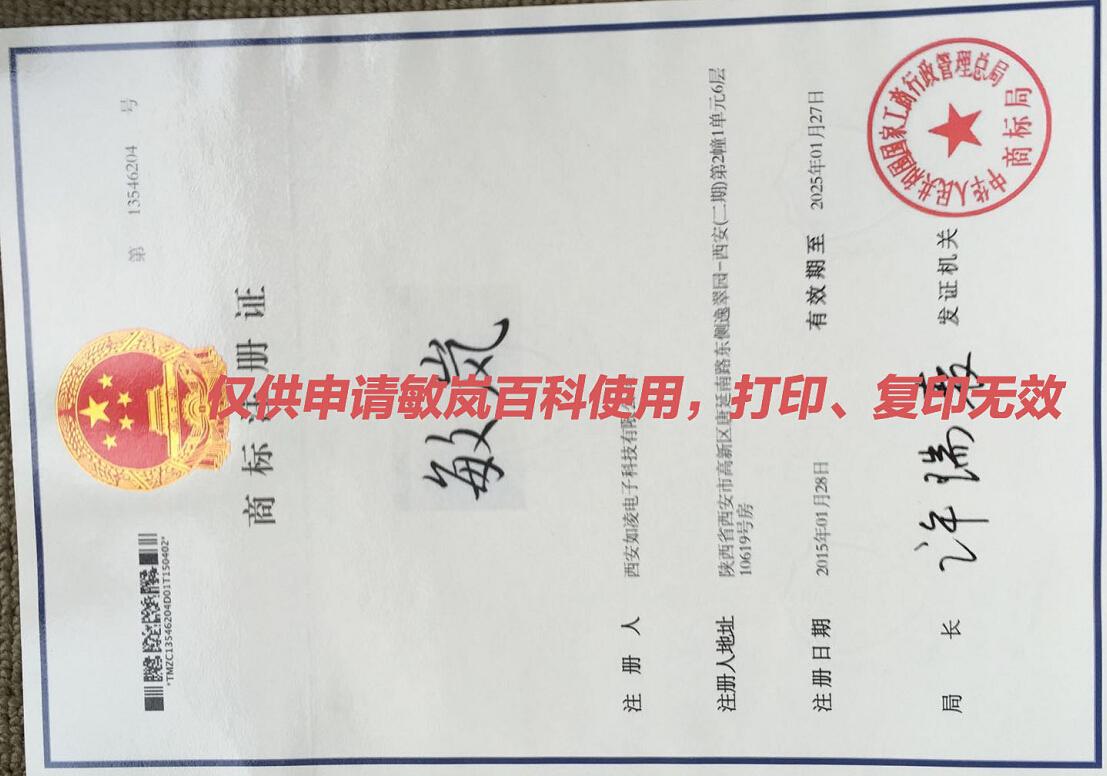 第 13546204 号
*TMZC13546204D01T150402*
商标注册证
敏岚
注册人 西安如凌电子科技有限
注册人地址 陕西省西安市高新区唐延南路东侧逸翠园-西安(二期)第2幢1单元6层
10619号房
注册日期 2015年01月28日 有效期至 2025年01月27日
局长 许瑞表 发证机关
中华人民共和国国家工商行政管理总局
商标局
仅供申请敏岚百科使用，打印、复印无效